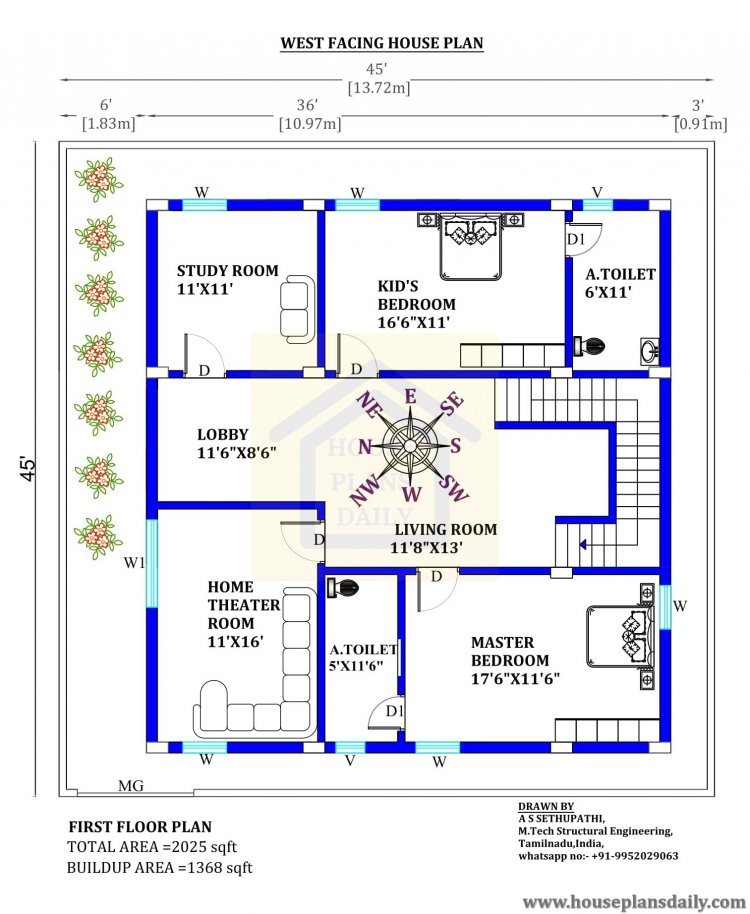 WEST FACING HOUSE PLAN
45'
[13.72m]
6'
[1.83m]
36'
[10.97m]
3'
[0.91m]
W
W
V
STUDY ROOM
11'X11'
KID'S
BEDROOM
16'6"X11'
D1
A.TOILET
6'X11'
D
D
45'
LOBBY
11'6"X8'6"
NE
E
SE
N
S
NW
W
SW
HOUSE
PLANS
DAILY
LIVING ROOM
11'8"X13'
W1
D
D
HOME
THEATER
ROOM
11'X16'
A.TOILET
5'X11'6"
D1
MASTER
BEDROOM
17'6"X11'6"
W
W
V
W
MG
FIRST FLOOR PLAN
TOTAL AREA =2025 sqft
BUILDUP AREA =1368 sqft
DRAWN BY
A S SETHUPATHI,
M.Tech Structural Engineering,
Tamilnadu,India,
whatsapp no:- +91-9952029063
www.houseplansdaily.com